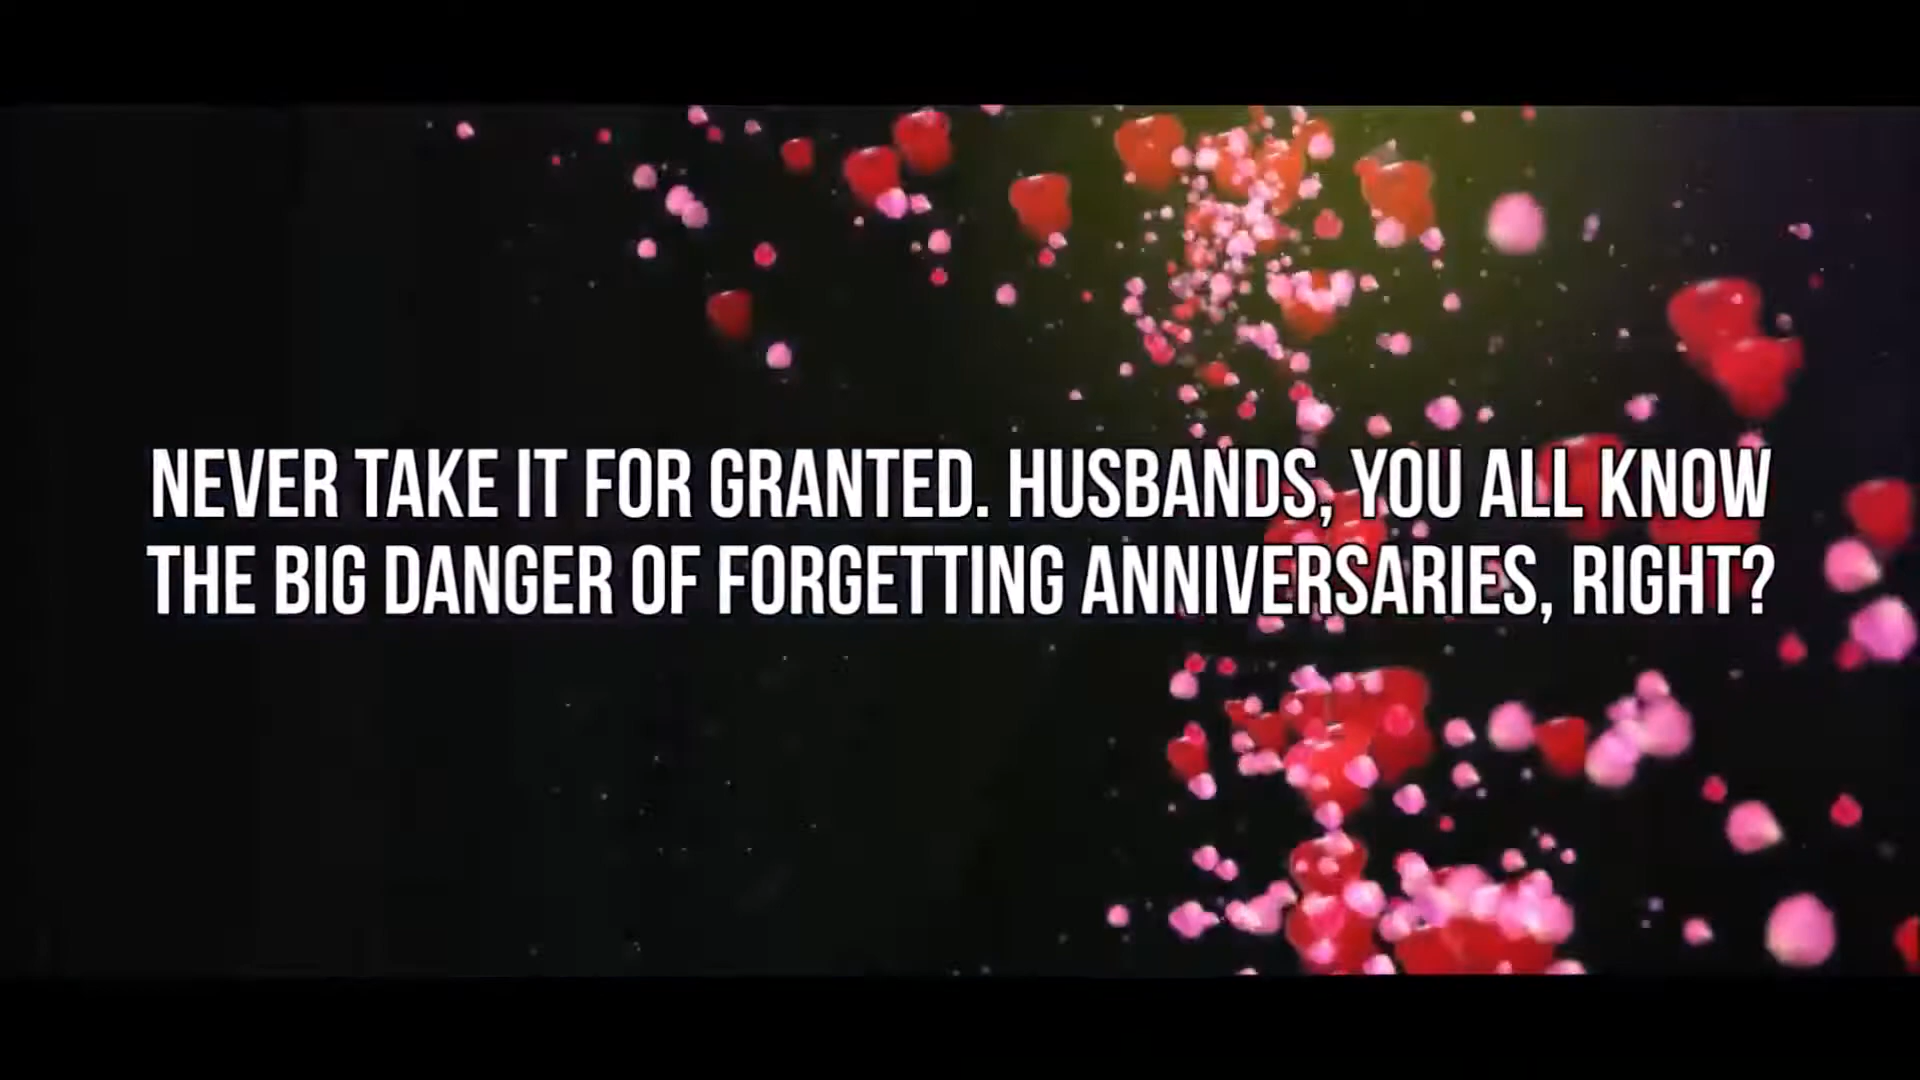 NEVER TAKE IT FOR GRANTED. HUSBANDS, YOU ALL KNOW
THE BIG DANGER OF FORGETTING ANNIVERSARIES, RIGHT?